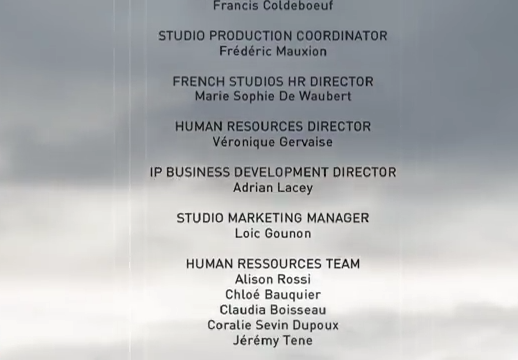 Francis Coldeboeuf
STUDIO PRODUCTION COORDINATOR
Frédéric Mauxion
FRENCH STUDIOS HR DIRECTOR
Marie Sophie De Waubert
HUMAN RESOURCES DIRECTOR
Véronique Gervaise
IP BUSINESS DEVELOPMENT DIRECTOR
Adrian Lacey
STUDIO MARKETING MANAGER
Loic Gounon
HUMAN RESSOURCES TEAM
Alison Rossi
Chloé Bauquier
Claudia Boisseau
Coralie Sevin Dupoux
Jérémy Tene